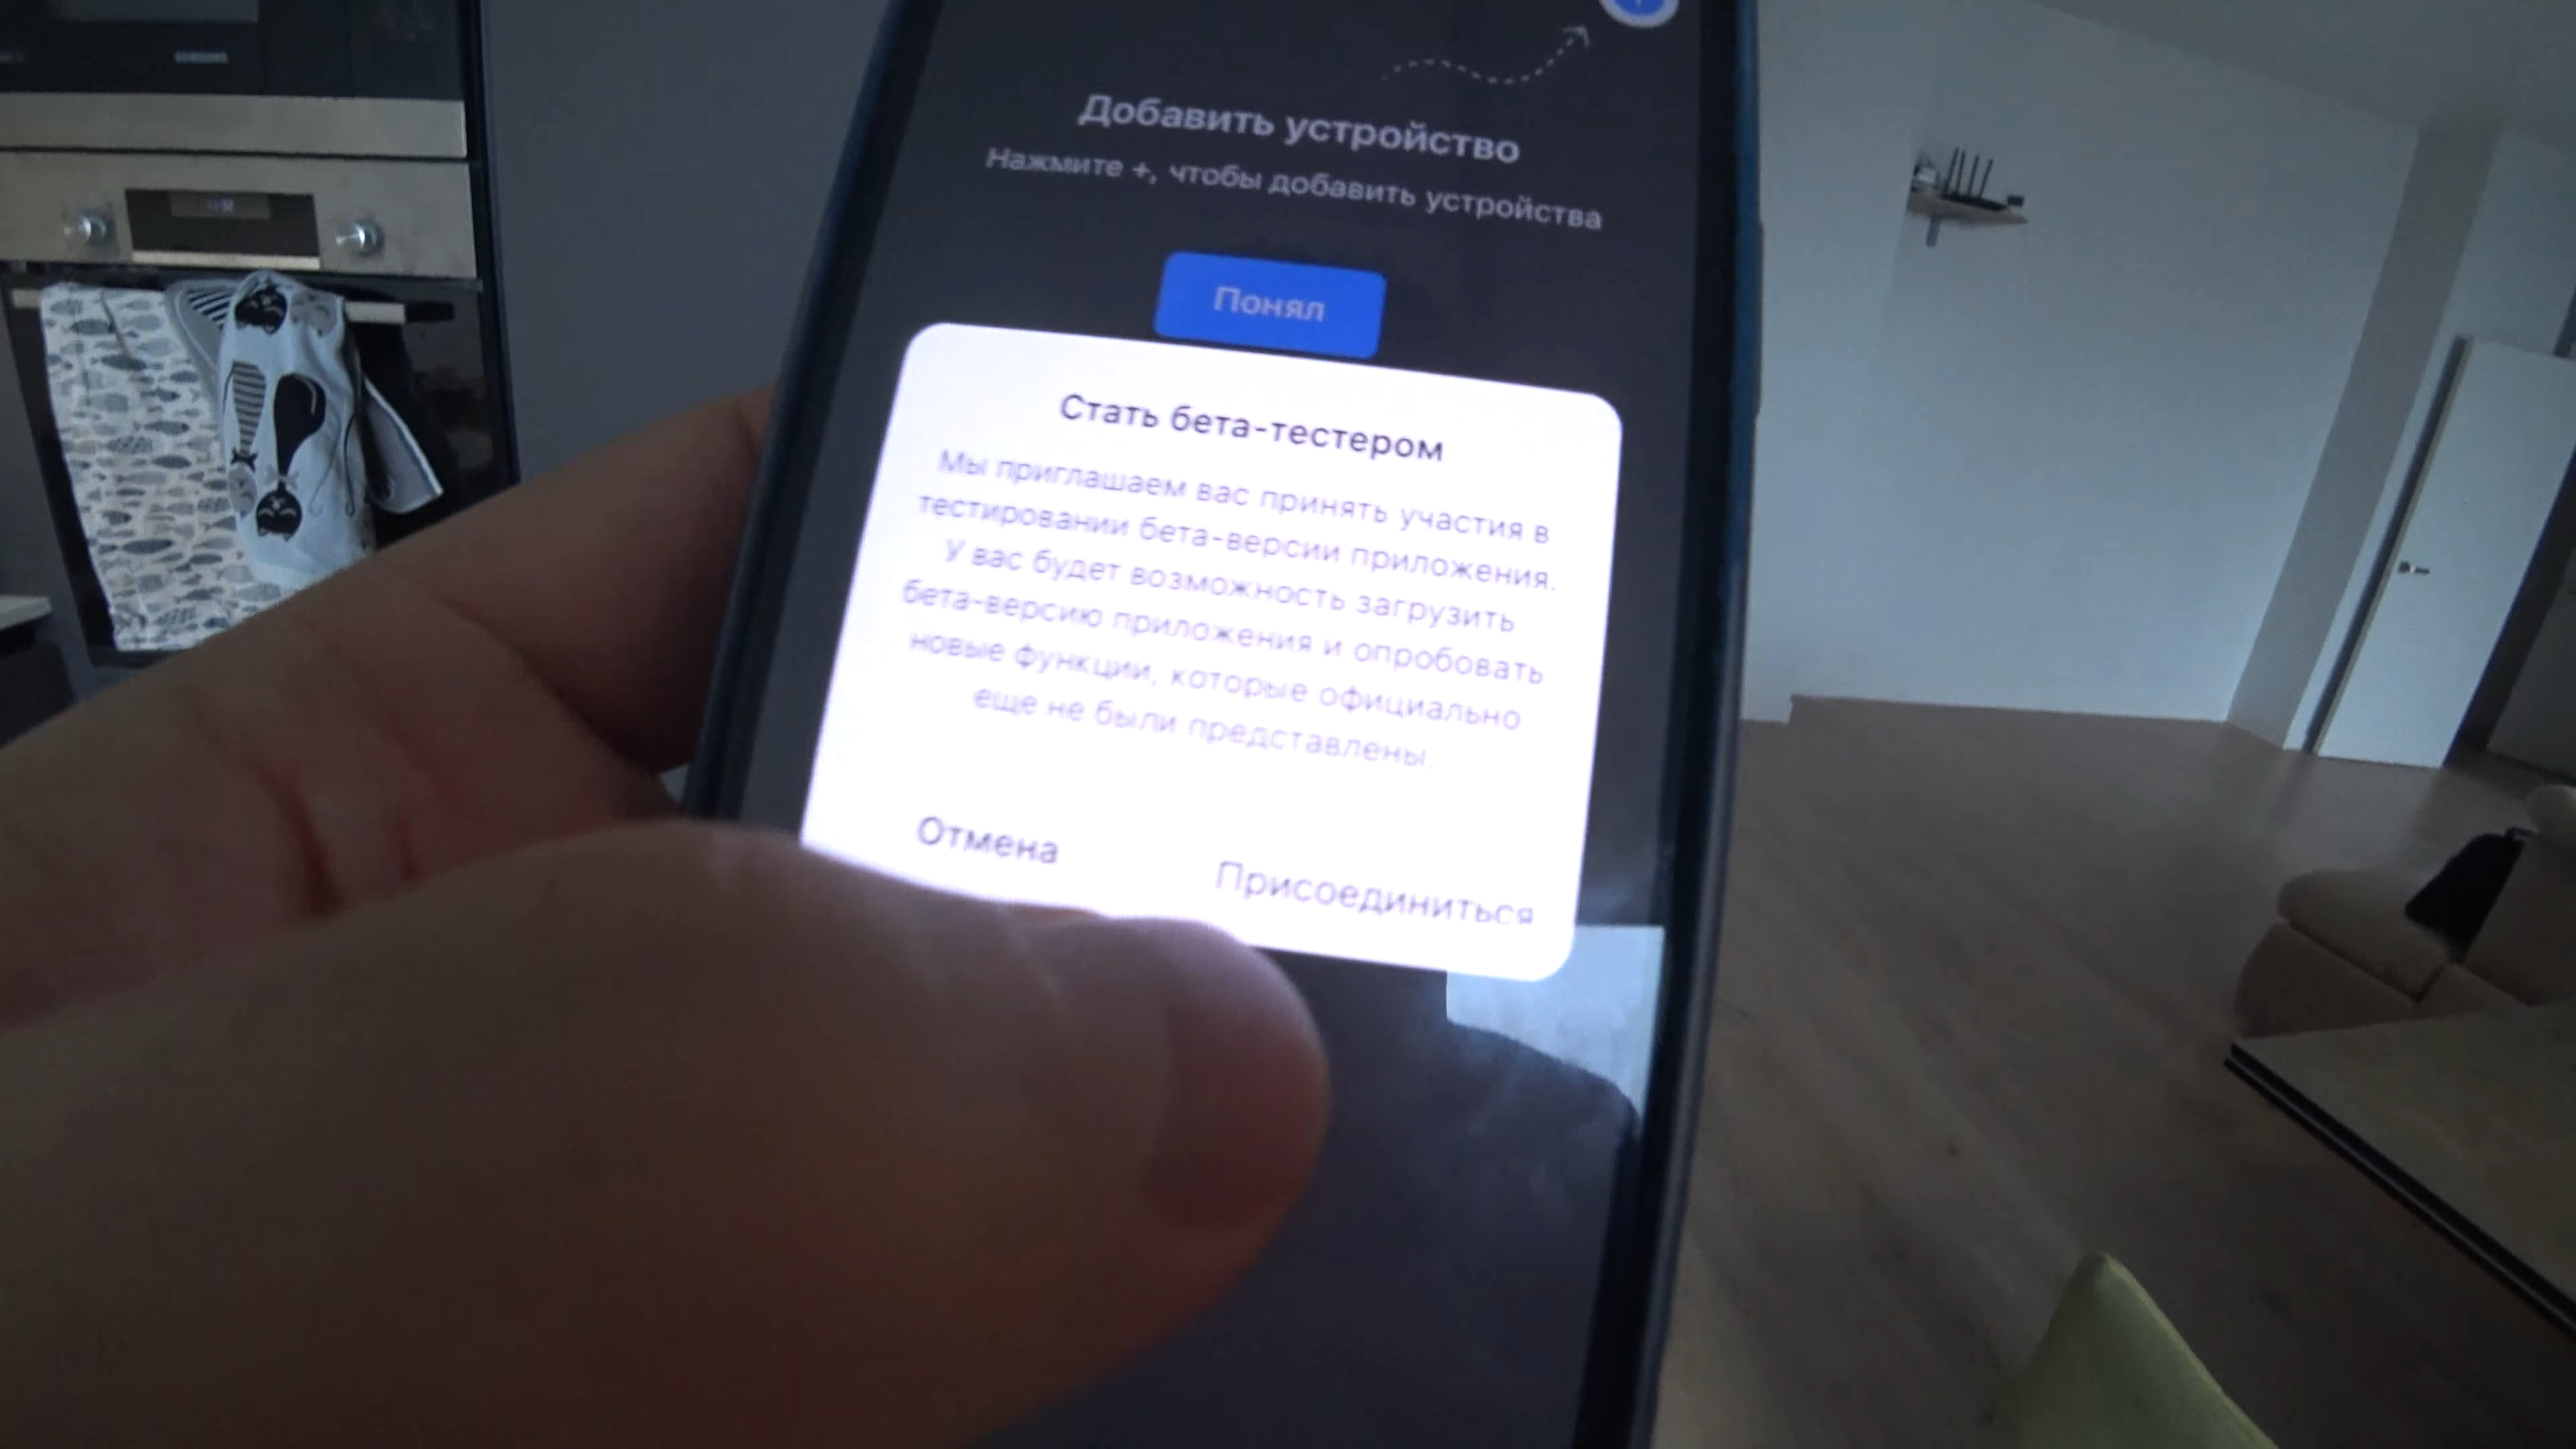 SAMSUNG
Добавить устройство
Нажмите +, чтобы добавить устройства
Понял
Стать бета-тестером
Мы приглашаем вас принять участия в
тестировании бета-версии приложения.
У вас будет возможность загрузить
бета-версию приложения и опробовать
новые функции, которые официально
еще не были представлены.
Отмена
Присоединиться